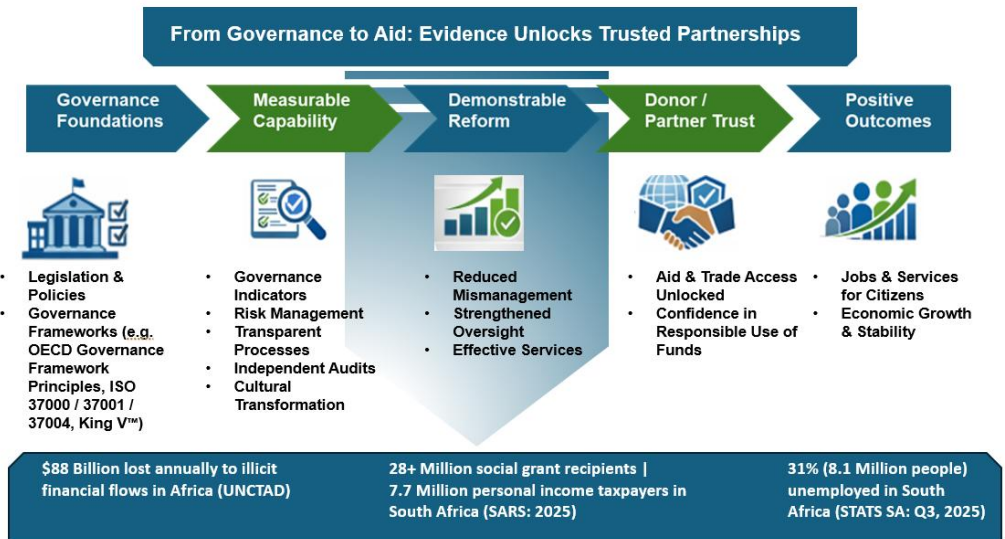 From Governance to Aid: Evidence Unlocks Trusted Partnerships
Governance
Foundations
Measurable
Capability
Demonstrable
Reform
Donor /
Partner Trust
Positive
Outcomes
• Legislation &
Policies
• Governance
Frameworks (e.g.
OECD Governance
Framework
Principles, ISO
37000 / 37001 /
37004, King V™)
• Governance
Indicators
• Risk Management
• Transparent
Processes
• Independent Audits
• Cultural
Transformation
• Reduced
Mismanagement
• Strengthened
Oversight
• Effective Services
• Aid & Trade Access
Unlocked
• Confidence in
Responsible Use of
Funds
• Jobs & Services
for Citizens
• Economic Growth
& Stability
$88 Billion lost annually to illicit
financial flows in Africa (UNCTAD)
28+ Million social grant recipients |
7.7 Million personal income taxpayers in
South Africa (SARS: 2025)
31% (8.1 Million people)
unemployed in South
Africa (STATS SA: Q3, 2025)